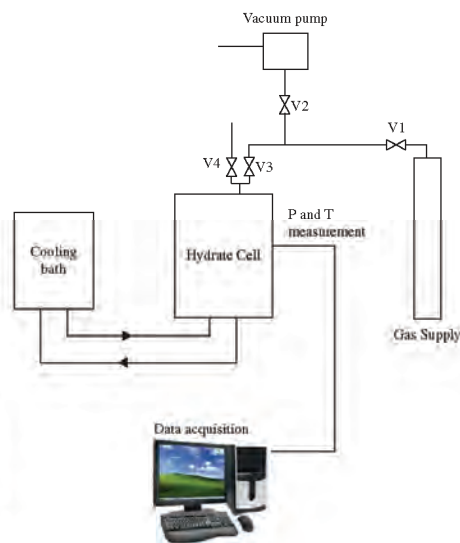 Vacuum pump
V2
V1
V4
V3
P and T
measurement
Cooling
bath
Hydrate Cell
Gas Supply
Data acquisition